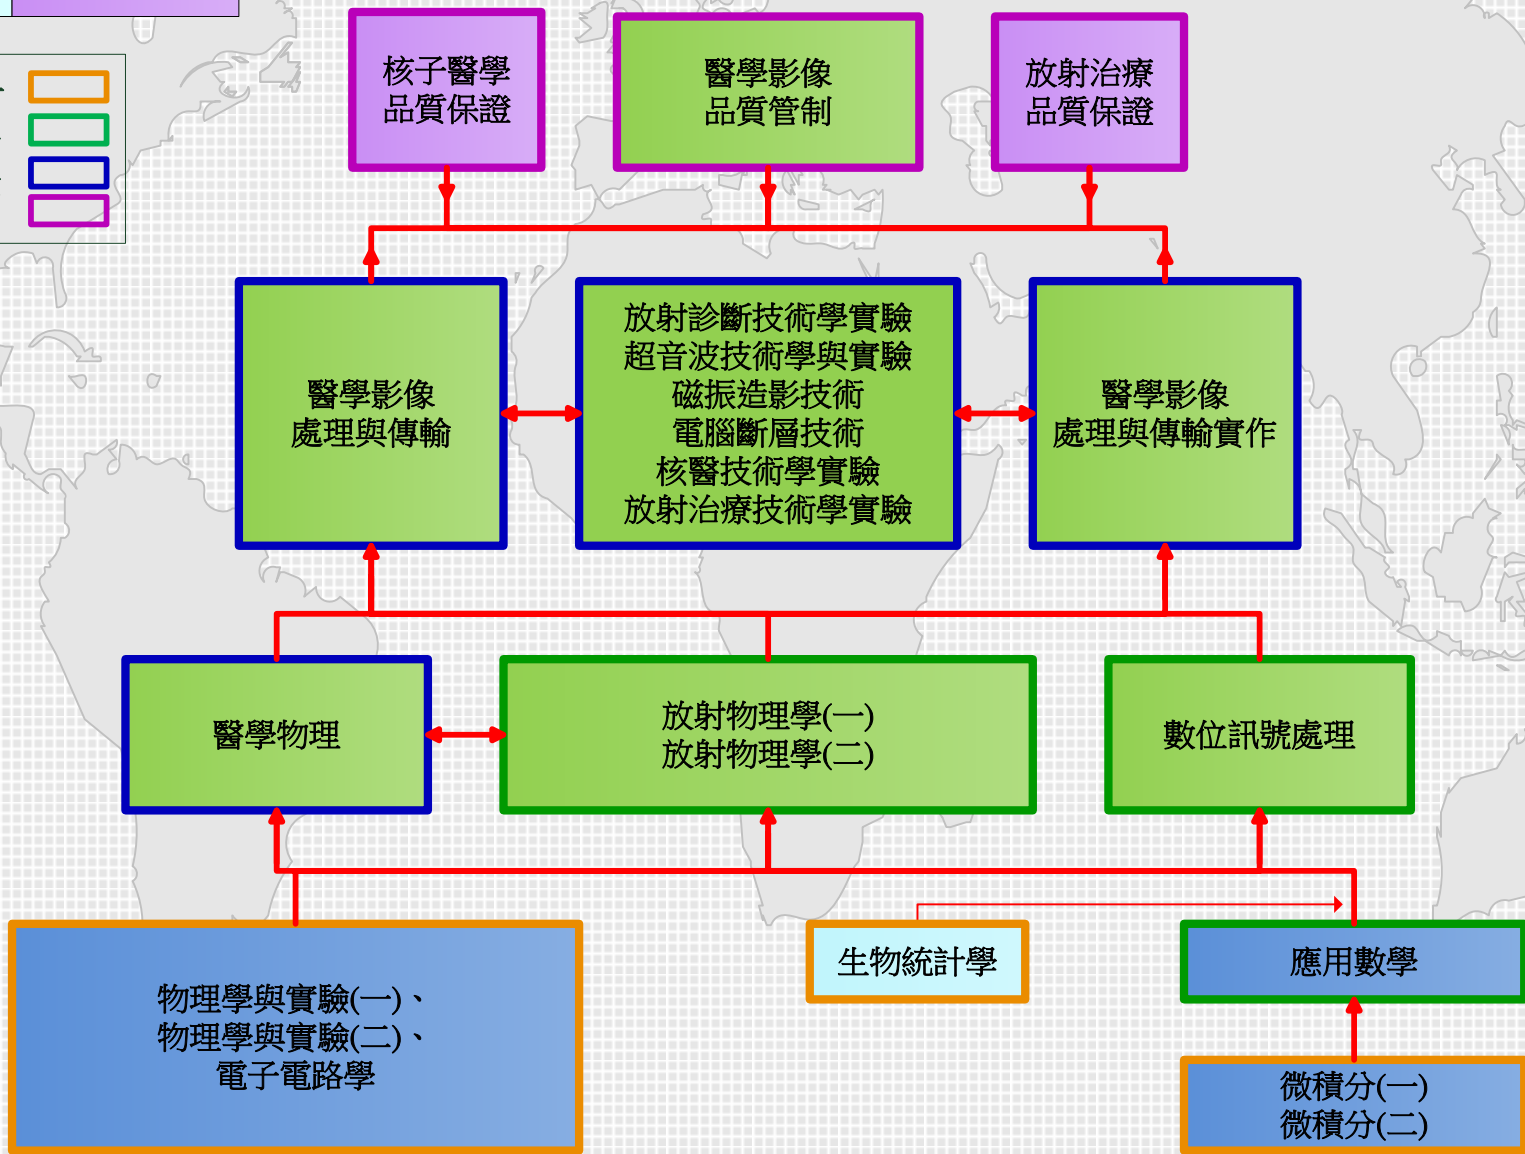 核子醫學
品質保證
醫學影像
品質管制
放射治療
品質保證
醫學影像
處理與傳輸
放射診斷技術學實驗
超音波技術學與實驗
磁振造影技術
電腦斷層技術
核醫技術學實驗
放射治療技術學實驗
醫學影像
處理與傳輸實作
醫學物理
放射物理學(一)
放射物理學(二)
數位訊號處理
物理學與實驗(一)、
物理學與實驗(二)、
電子電路學
生物統計學
應用數學
微積分(一)
微積分(二)